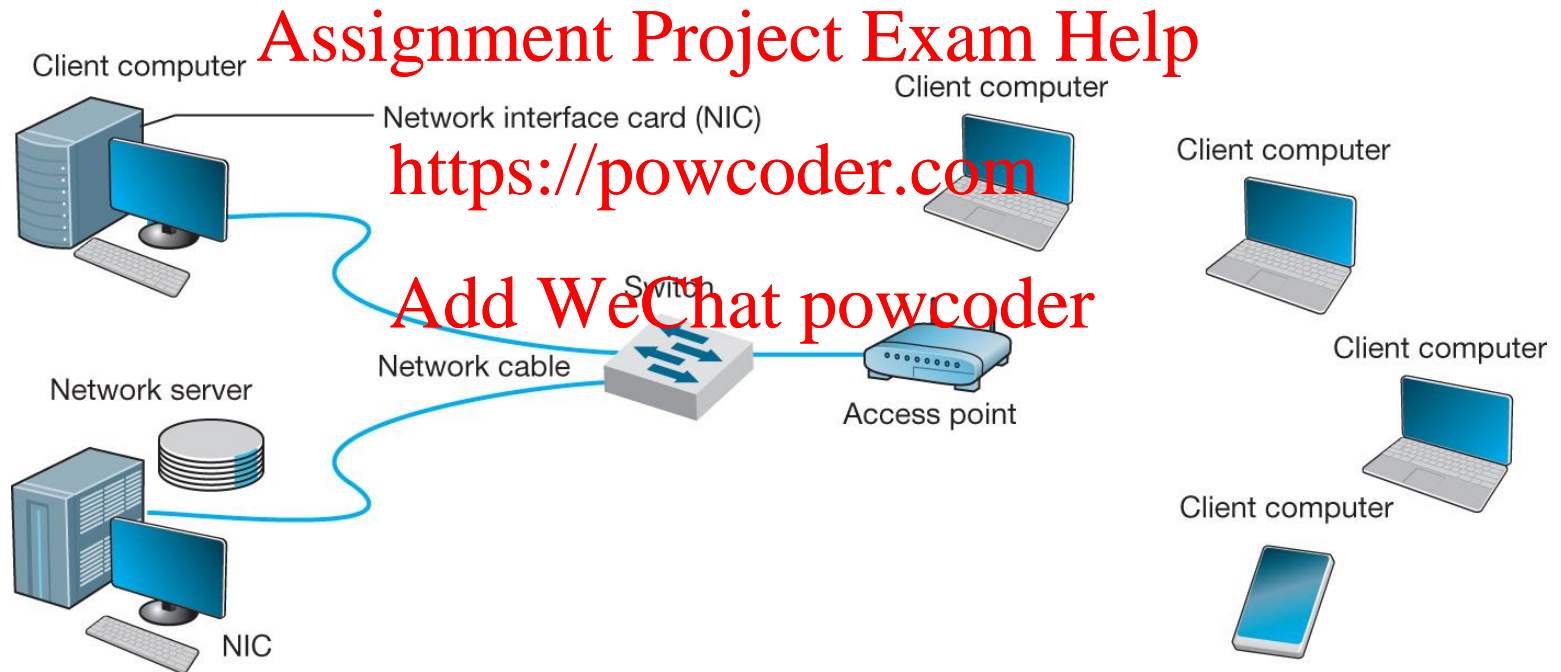 Assignment Project Exam Help
Client computer
Client computer
Network interface card (NIC)
https://powcoder.com
Client computer
Switch
Add WeChat powcoder
Client computer
Network cable
Network server
Access point
Client computer
NIC